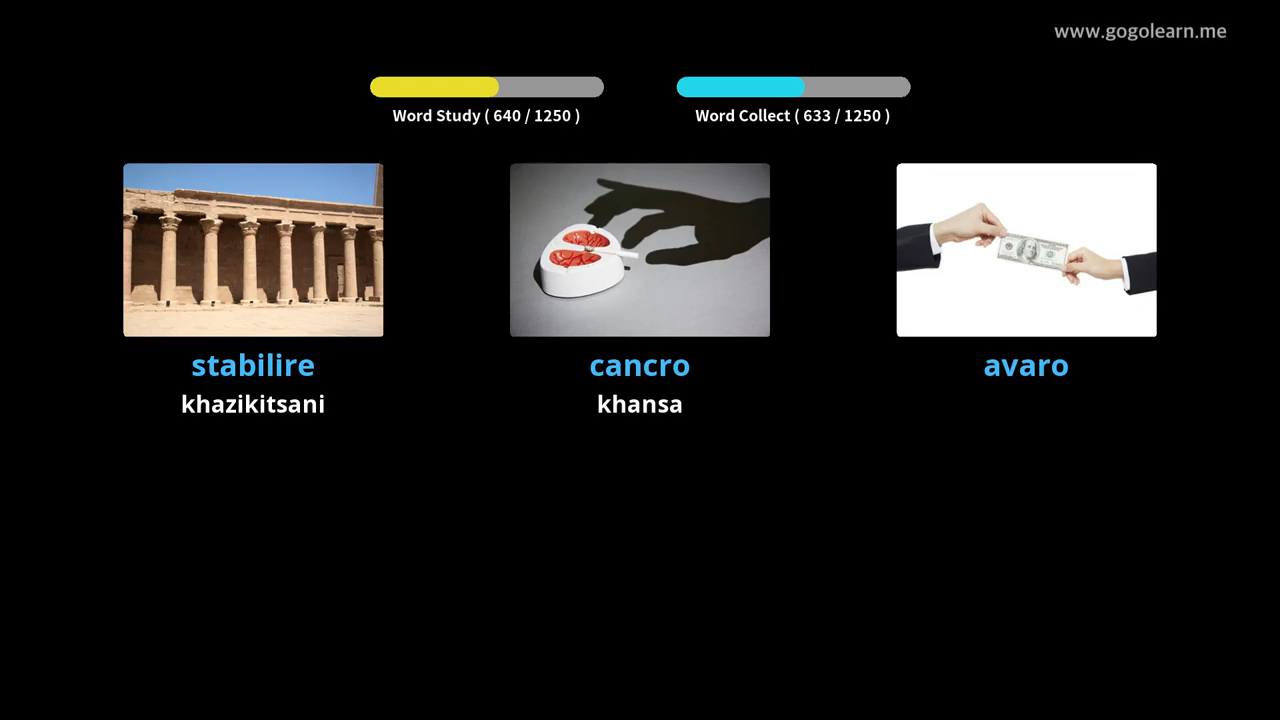 www.gogolearn.me
Word Study ( 640 / 1250 )
Word Collect ( 633 / 1250 )
stabilire
khazikitsani
cancro
khansa
avaro